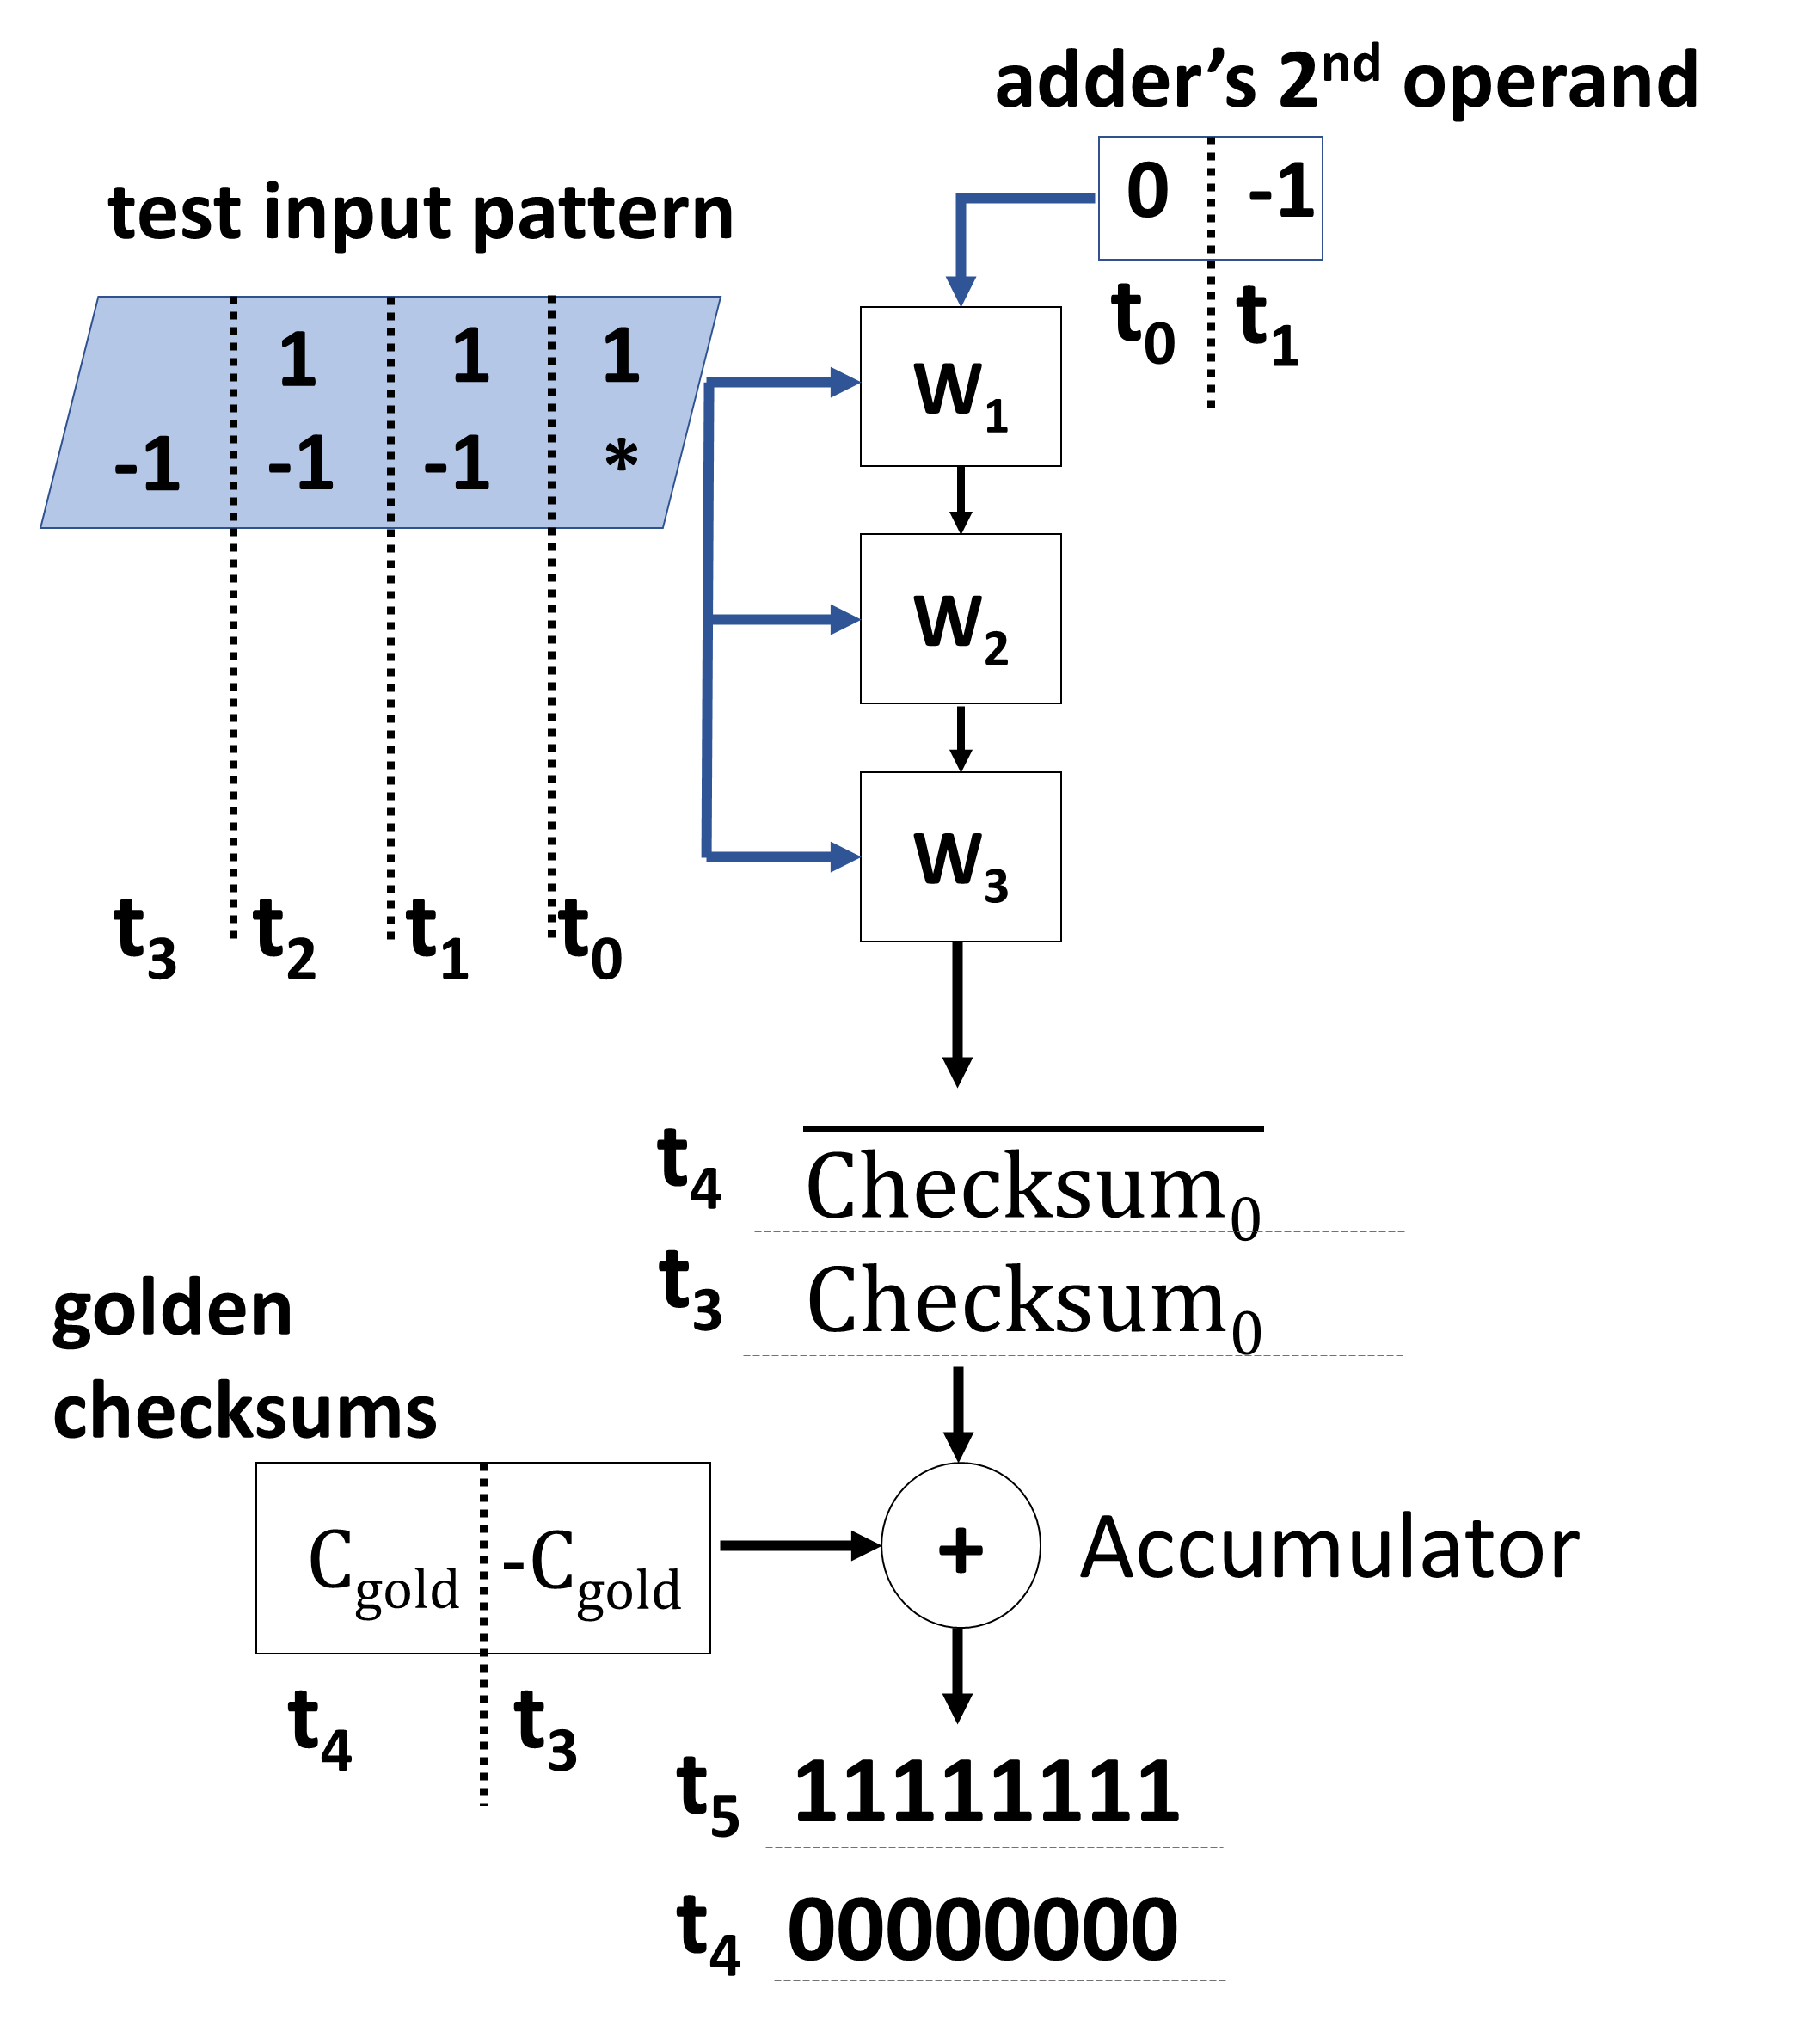 adder’s 2nd operand
0 -1
t0 t1
test input pattern
1 1 1
-1 -1 -1 *
W1
W2
W3
t3 t2 t1 t0
t4 Checksum0
t3 Checksum0
golden
checksums
Cgold -Cgold
t4 t3
+ Accumulator
t5 11111111
t4 00000000